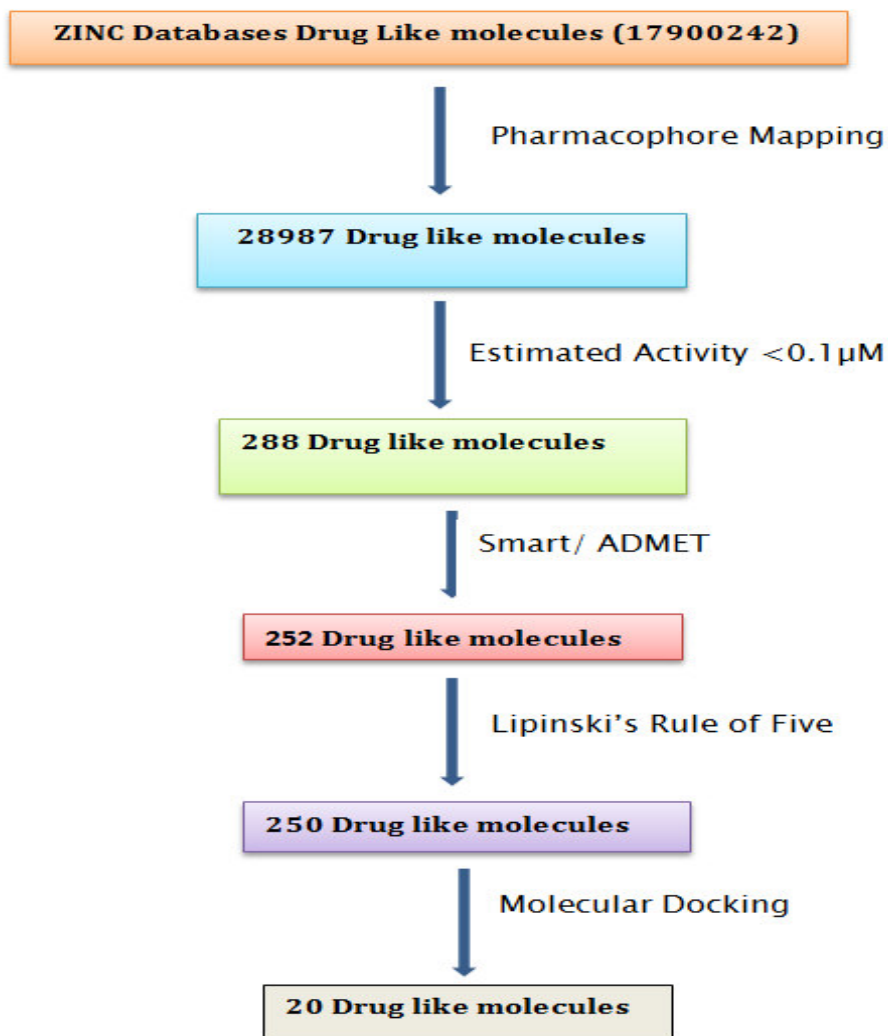 ZINC Databases Drug Like molecules (17900242)
Pharmacophore Mapping
28987 Drug like molecules
Estimated Activity <0.1µM
288 Drug like molecules
Smart/ ADMET
252 Drug like molecules
Lipinski’s Rule of Five
250 Drug like molecules
Molecular Docking
20 Drug like molecules